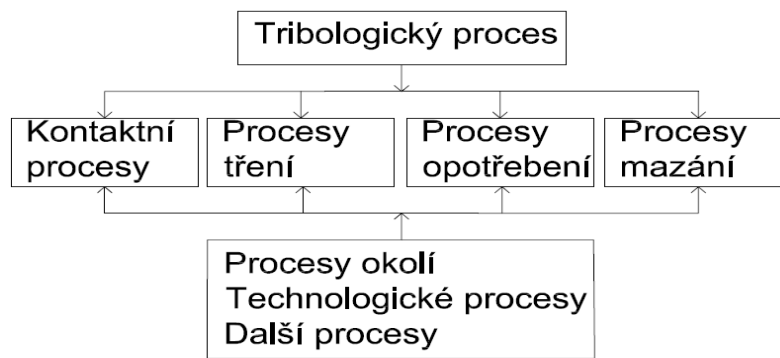 Tribologický proces
Kontaktní
procesy
Procesy
tření
Procesy
opotřebení
Procesy
mazání
Procesy okolí
Technologické procesy
Další procesy